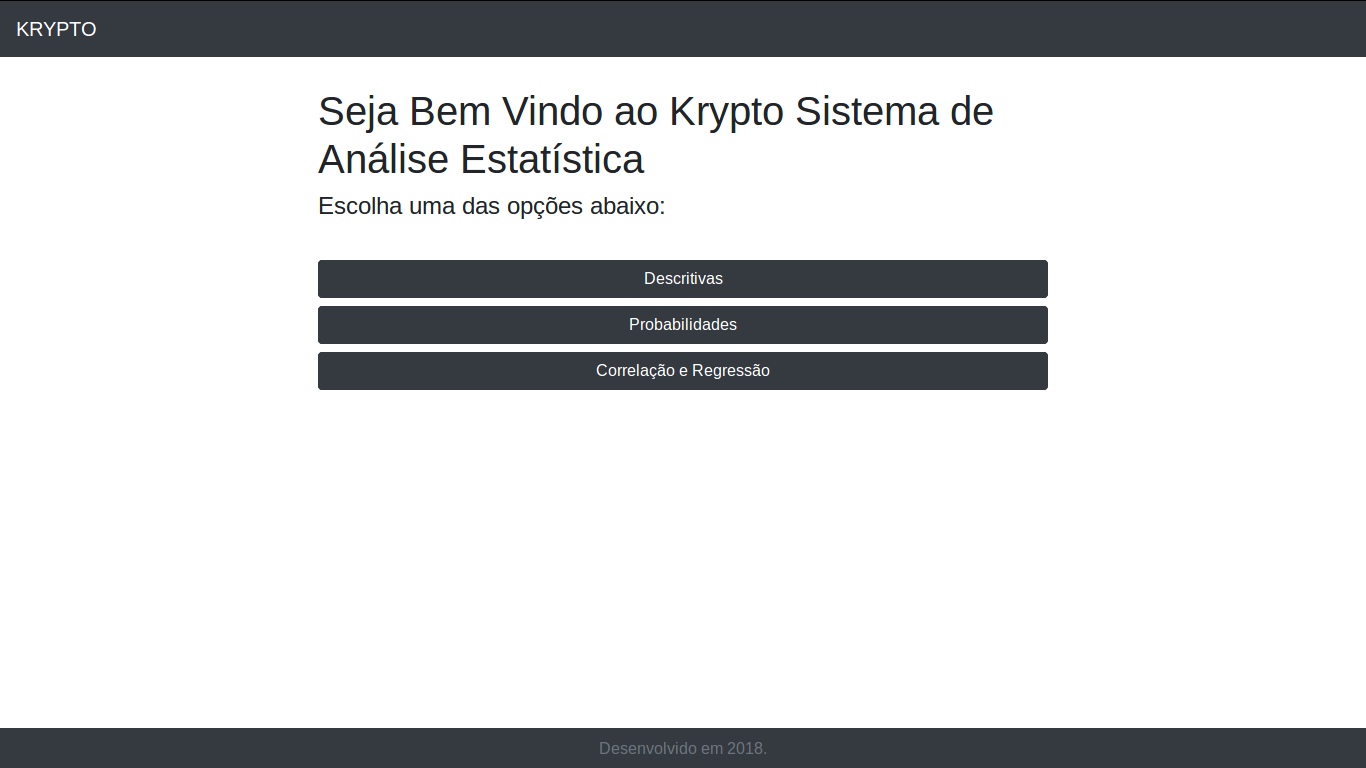 KRYPTO
Seja Bem Vindo ao Krypto Sistema de
Análise Estatística
Escolha uma das opções abaixo:
Descritivas
Probabilidades
Correlação e Regressão
Desenvolvido em 2018.